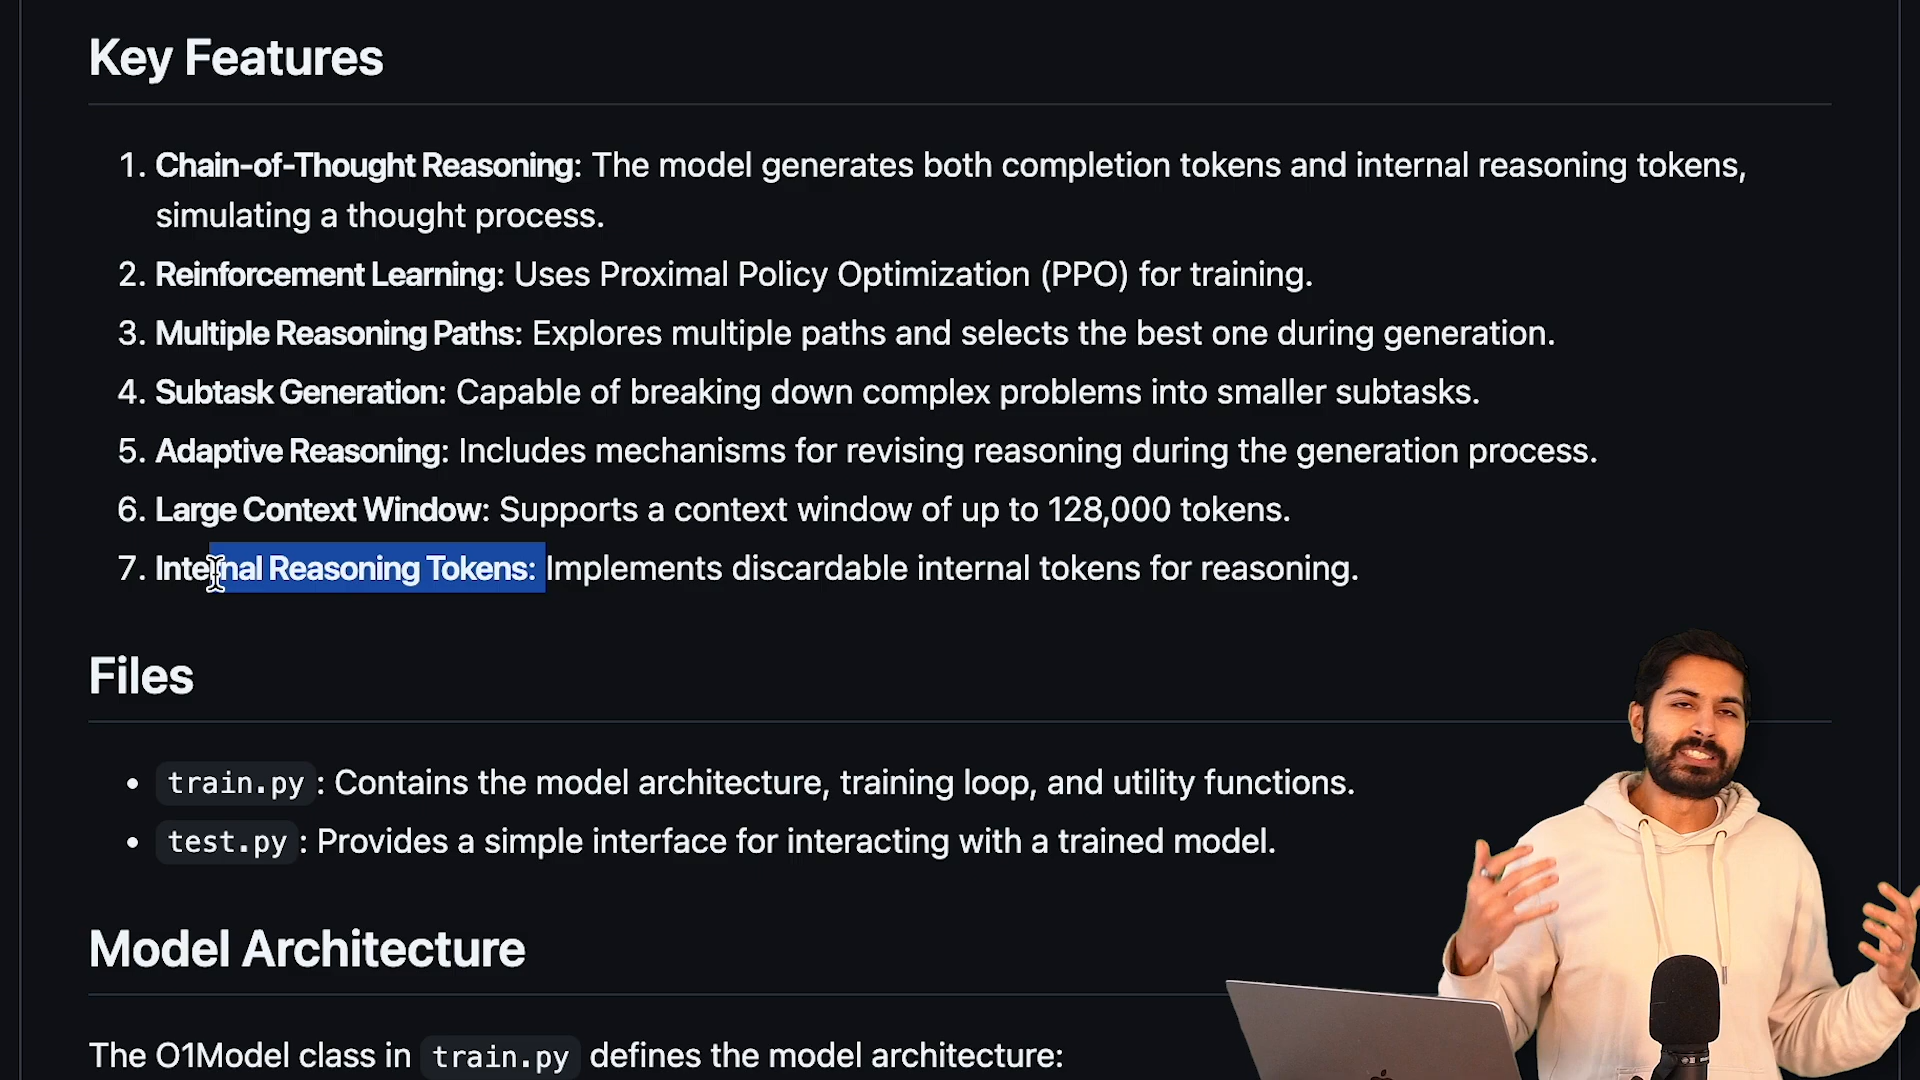 Key Features
1. Chain-of-Thought Reasoning: The model generates both completion tokens and internal reasoning tokens,
simulating a thought process.
2. Reinforcement Learning: Uses Proximal Policy Optimization (PPO) for training.
3. Multiple Reasoning Paths: Explores multiple paths and selects the best one during generation.
4. Subtask Generation: Capable of breaking down complex problems into smaller subtasks.
5. Adaptive Reasoning: Includes mechanisms for revising reasoning during the generation process.
6. Large Context Window: Supports a context window of up to 128,000 tokens.
7. Internal Reasoning Tokens: Implements discardable internal tokens for reasoning.
Files
• train.py: Contains the model architecture, training loop, and utility functions.
• test.py: Provides a simple interface for interacting with a trained model.
Model Architecture
The O1Model class in train.py defines the model architecture: